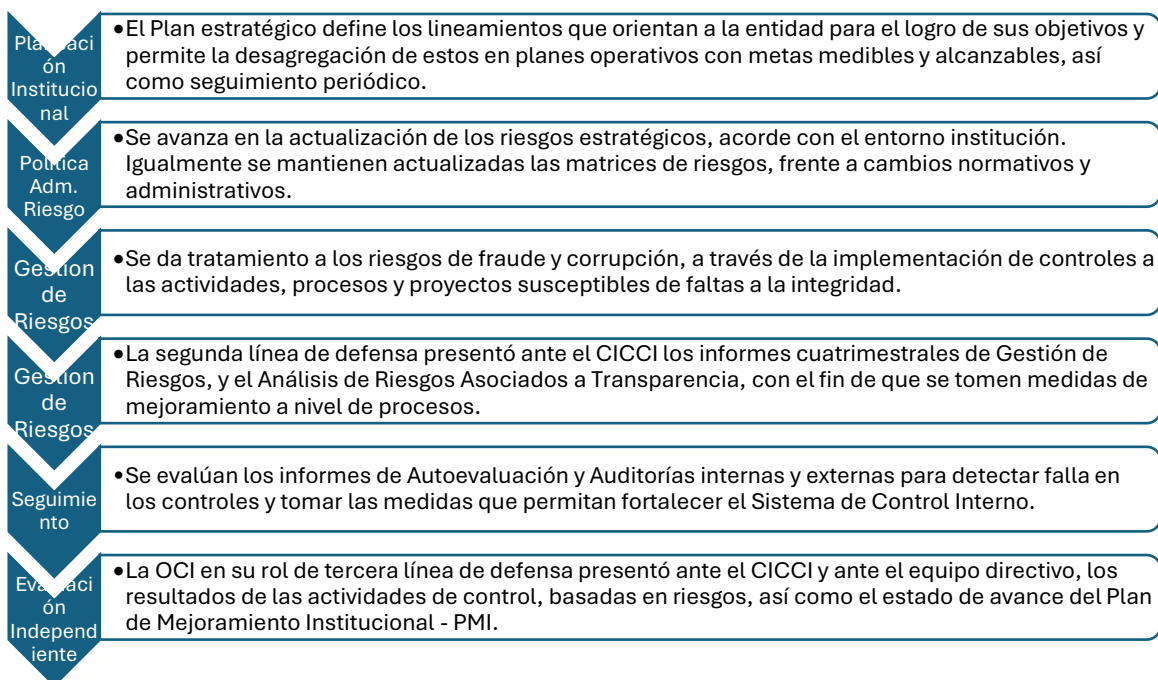 Planeaci
ón
Institucio
nal
•El Plan estratégico define los lineamientos que orientan a la entidad para el logro de sus objetivos y
permite la desagregación de estos en planes operativos con metas medibles y alcanzables, así
como seguimiento periódico.
Política
Adm.
Riesgo
•Se avanza en la actualización de los riesgos estratégicos, acorde con el entorno institución.
Igualmente se mantienen actualizadas las matrices de riesgos, frente a cambios normativos y
administrativos.
Gestion
de
Riesgos
•Se da tratamiento a los riesgos de fraude y corrupción, a través de la implementación de controles a
las actividades, procesos y proyectos susceptibles de faltas a la integridad.
Gestion
de
Riesgos
•La segunda línea de defensa presentó ante el CICCI los informes cuatrimestrales de Gestión de
Riesgos, y el Análisis de Riesgos Asociados a Transparencia, con el fin de que se tomen medidas de
mejoramiento a nivel de procesos.
Seguimie
nto
•Se evalúan los informes de Autoevaluación y Auditorías internas y externas para detectar falla en
los controles y tomar las medidas que permitan fortalecer el Sistema de Control Interno.
Evaluaci
ón
Independ
iente
•La OCI en su rol de tercera línea de defensa presentó ante el CICCI y ante el equipo directivo, los
resultados de las actividades de control, basadas en riesgos, así como el estado de avance del Plan
de Mejoramiento Institucional - PMI.